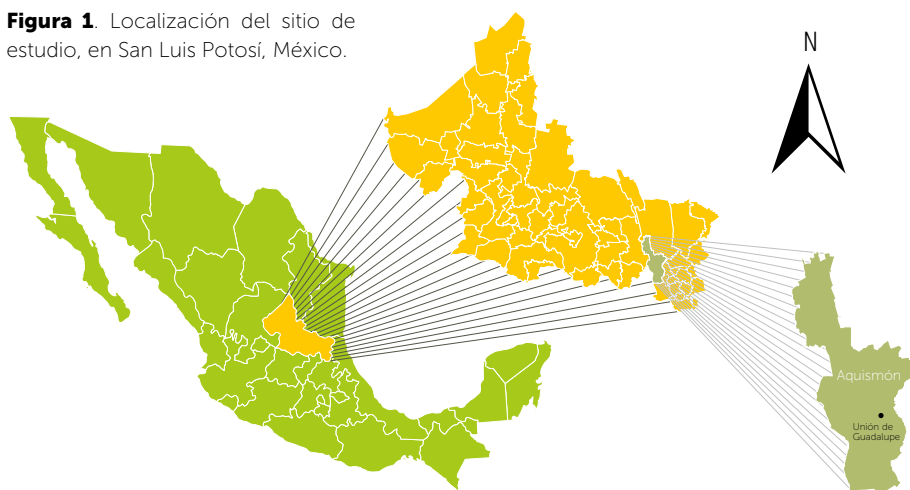 Figura 1. Localización del sitio de
estudio, en San Luis Potosí, México.
N
Aquismón
Unión de
Guadalupe